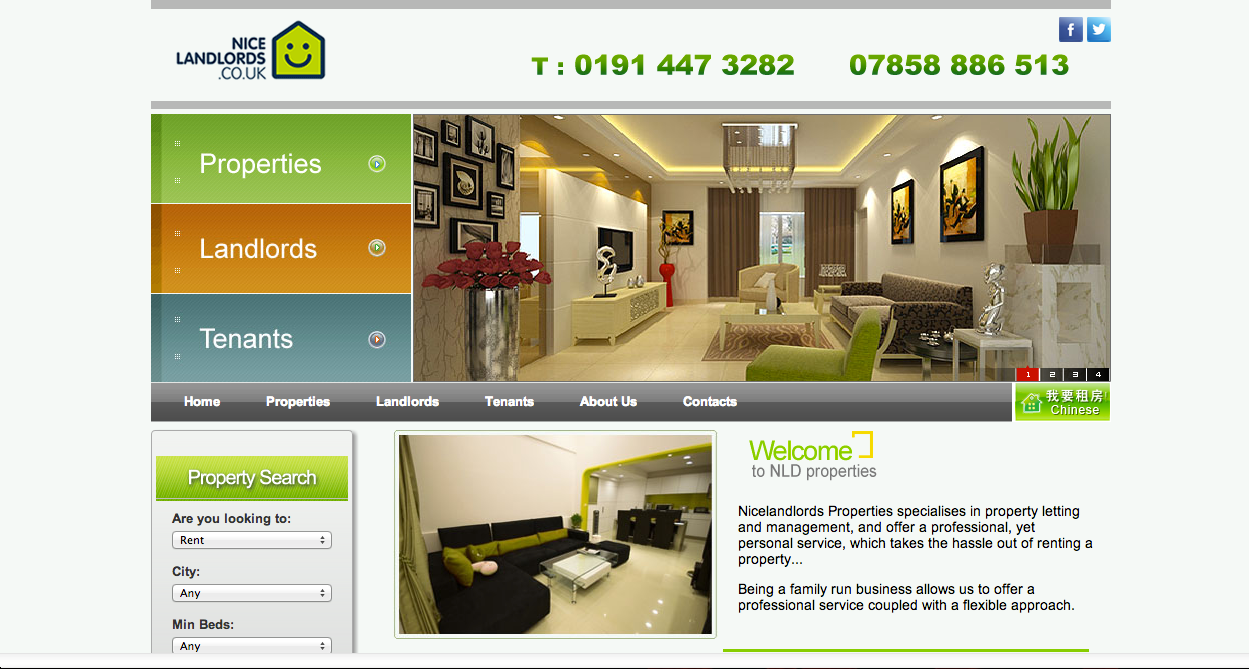 NICE
LANDLORDS
.CO.UK
f
T : 0191 447 3282 07858 886 513
Properties
Landlords
Tenants
1 2 3 4
Home Properties Landlords Tenants About Us Contacts
我要租房
Chinese
Property Search
Are you looking to:
Rent
City:
Any
Min Beds:
Any
Welcome
to NLD properties
Nicelandlords Properties specialises in property letting
and management, and offer a professional, yet
personal service, which takes the hassle out of renting a
property...
Being a family run business allows us to offer a
professional service coupled with a flexible approach.